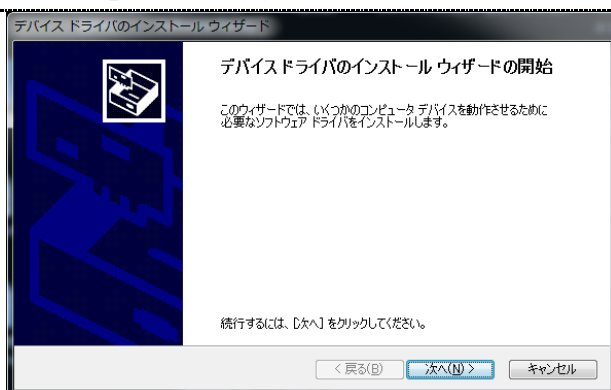 デバイス ドライバのインストール ウィザード
デバイス ドライバのインストール ウィザードの開始
このウィザードでは、いくつかのコンピュータ デバイスを動作させるために
必要なソフトウェア ドライバをインストールします。
続行するには、[次へ] をクリックしてください。
< 戻る(B)
次へ(N) >
キャンセル